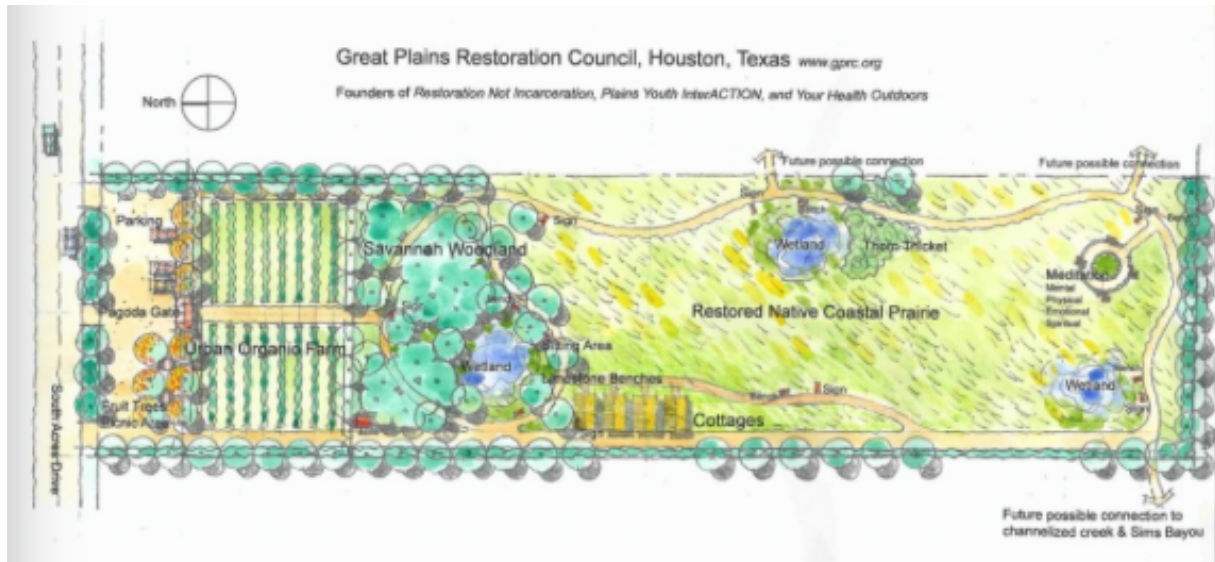 Great Plains Restoration Council, Houston, Texas www.gprc.org
Founders of Restoration Not Incarceration, Plains Youth InterACTION, and Your Health Outdoors
North
Future possible connection
Future possible connection
Parking
Sign
Sign
Savannah Woodland
Wetland
Thorn Thicket
Meditation
Mental
Physical
Emotional
Spiritual
Pagoda Gate
Restored Native Coastal Prairie
Urban Organic Farm
Sitting Area
Wetland
Limestone Benches
Wetland
Sign
Sign
Fruit Trees
Picnic Area
Cottages
South Acres Drive
Future possible connection to
channelized creek & Sims Bayou